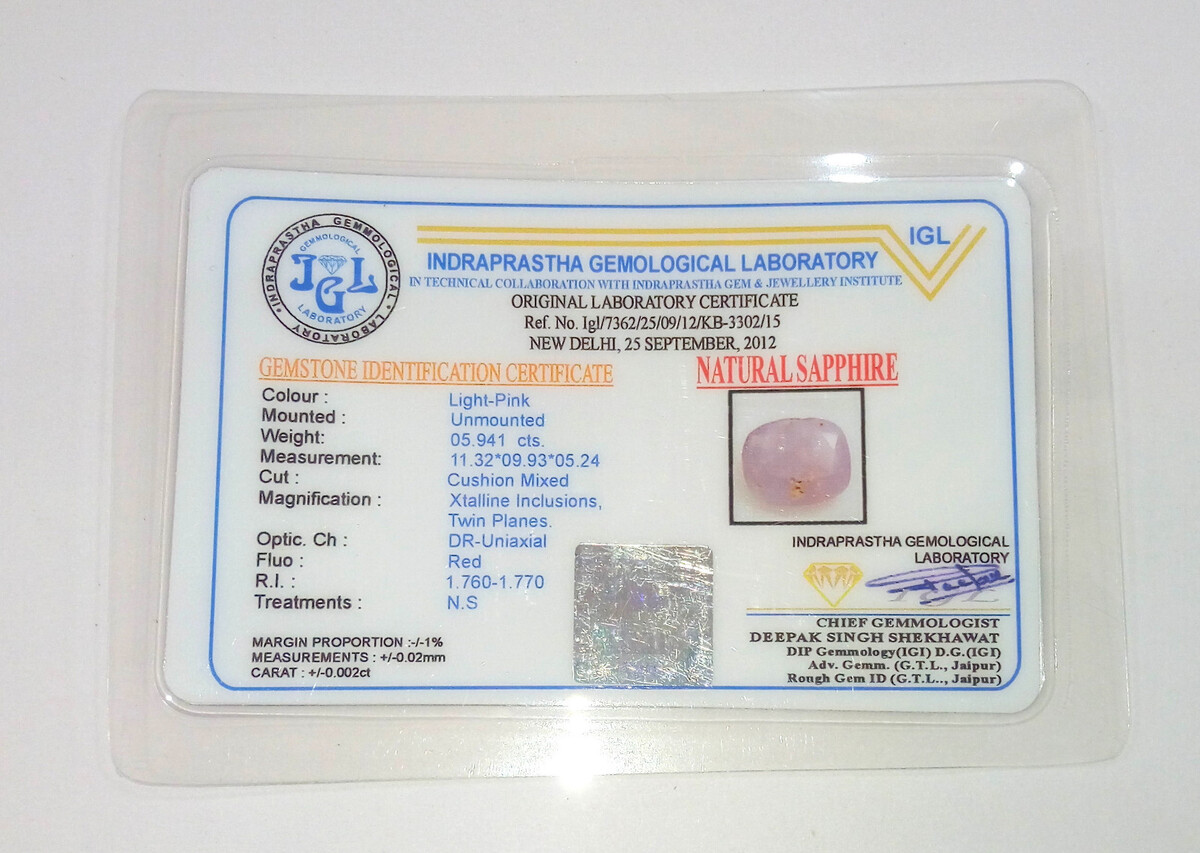 INDRAPRASTHA GEMMOLOGICAL LABORATORY
GEMMOLOGICAL
IGL
LABORATORY
IGL
INDRAPRASTHA GEMOLOGICAL LABORATORY
IN TECHNICAL COLLABORATION WITH INDRAPRASTHA GEM & JEWELLERY INSTITUTE
ORIGINAL LABORATORY CERTIFICATE
Ref. No. Igl/7362/25/09/12/KB-3302/15
NEW DELHI, 25 SEPTEMBER, 2012
GEMSTONE IDENTIFICATION CERTIFICATE
NATURAL SAPPHIRE
Colour : Light-Pink
Mounted : Unmounted
Weight: 05.941 cts.
Measurement: 11.32*09.93*05.24
Cut : Cushion Mixed
Magnification : Xtalline Inclusions,
Twin Planes.
Optic. Ch : DR-Uniaxial
Fluo : Red
R.I. : 1.760-1.770
Treatments : N.S
MARGIN PROPORTION :-/-1%
MEASUREMENTS : +/-0.02mm
CARAT : +/-0.002ct
INDRAPRASTHA GEMOLOGICAL
LABORATORY
CHIEF GEMMOLOGIST
DEEPAK SINGH SHEKHAWAT
DIP Gemmology(IGI) D.G.(IGI)
Adv. Gemm. (G.T.L., Jaipur)
Rough Gem ID (G.T.L.., Jaipur)